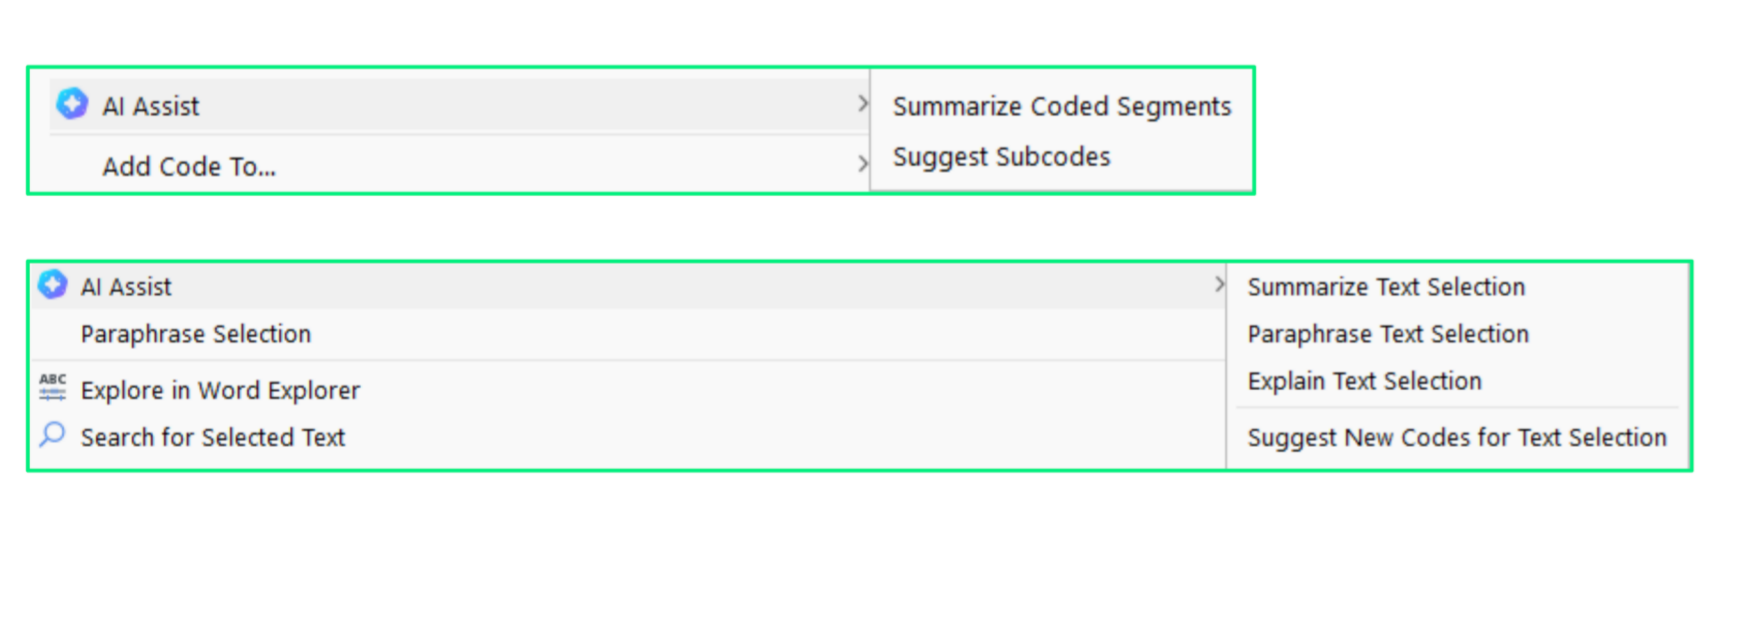 AI Assist
Add Code To...
Summarize Coded Segments
Suggest Subcodes
AI Assist
Paraphrase Selection
ABC
Explore in Word Explorer
Search for Selected Text
Summarize Text Selection
Paraphrase Text Selection
Explain Text Selection
Suggest New Codes for Text Selection